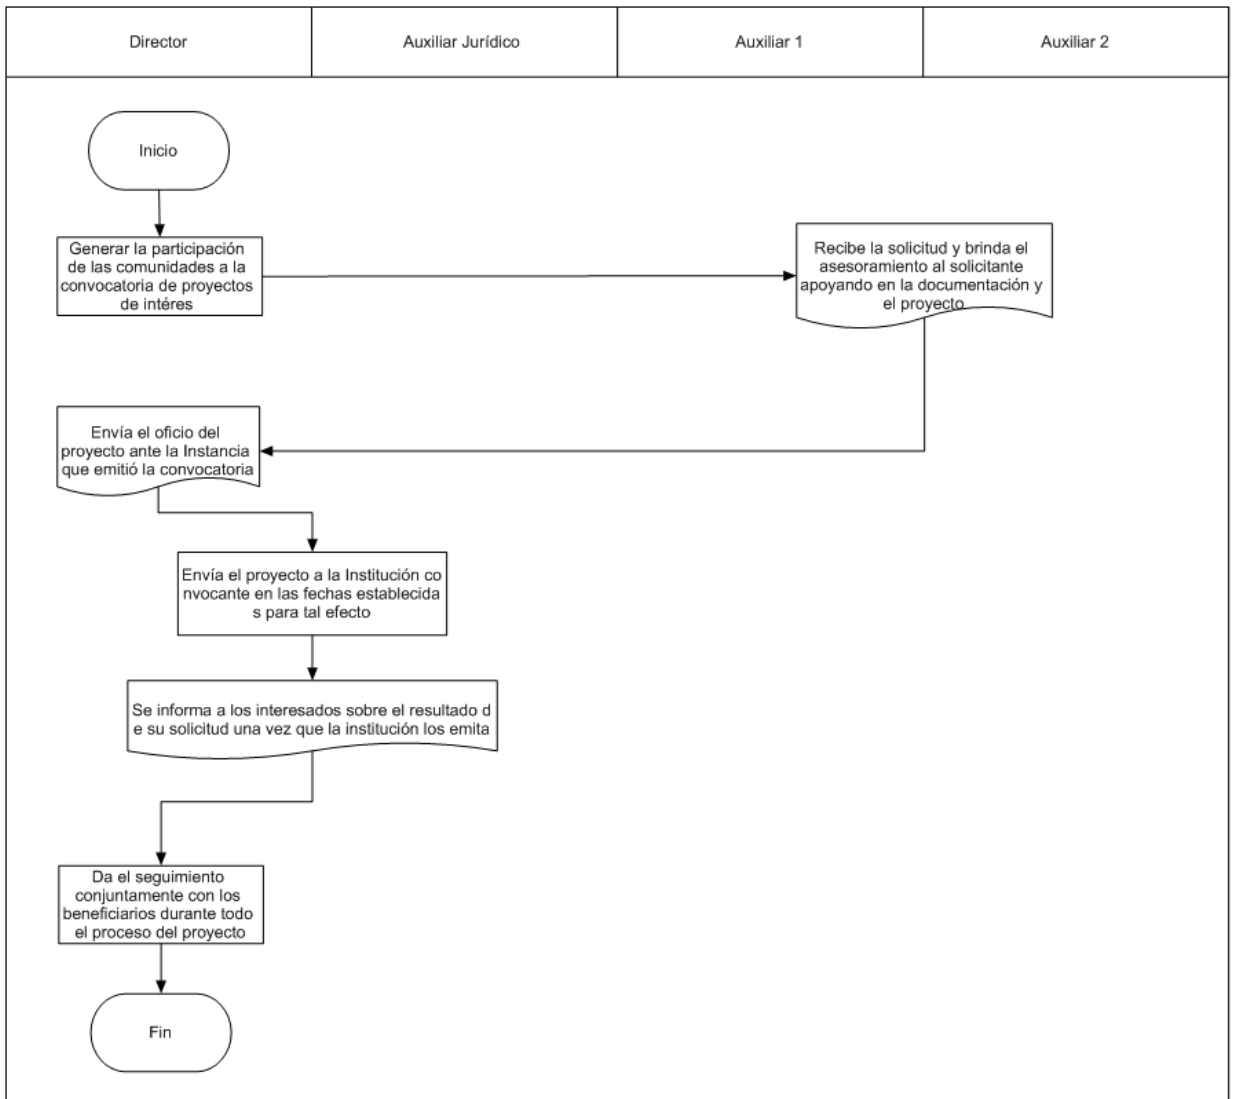 Director
Auxiliar Jurídico
Auxiliar 1
Auxiliar 2
Inicio
Generar la participación
de las comunidades a la
convocatoria de proyectos
de intéres
Recibe la solicitud y brinda el
asesoramiento al solicitante
apoyando en la documentación y
el proyecto
Envía el oficio del
proyecto ante la Instancia
que emitió la convocatoria
Envía el proyecto a la Institución co
nvocante en las fechas establecida
s para tal efecto
Se informa a los interesados sobre el resultado d
e su solicitud una vez que la institución los emita
Da el seguimiento
conjuntamente con los
beneficiarios durante todo
el proceso del proyecto
Fin